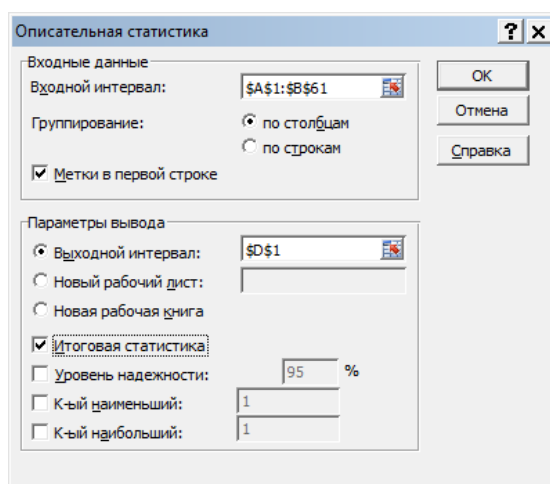 Описательная статистика
Входные данные
Входной интервал: $A$1:$B$61
Группирование: по столбцам
по строкам
Метки в первой строке
OK
Отмена
Справка
Параметры вывода
Выходной интервал: $D$1
Новый рабочий лист:
Новая рабочая книга
Итоговая статистика
Уровень надежности: 95 %
К-ый наименьший: 1
К-ый наибольший: 1